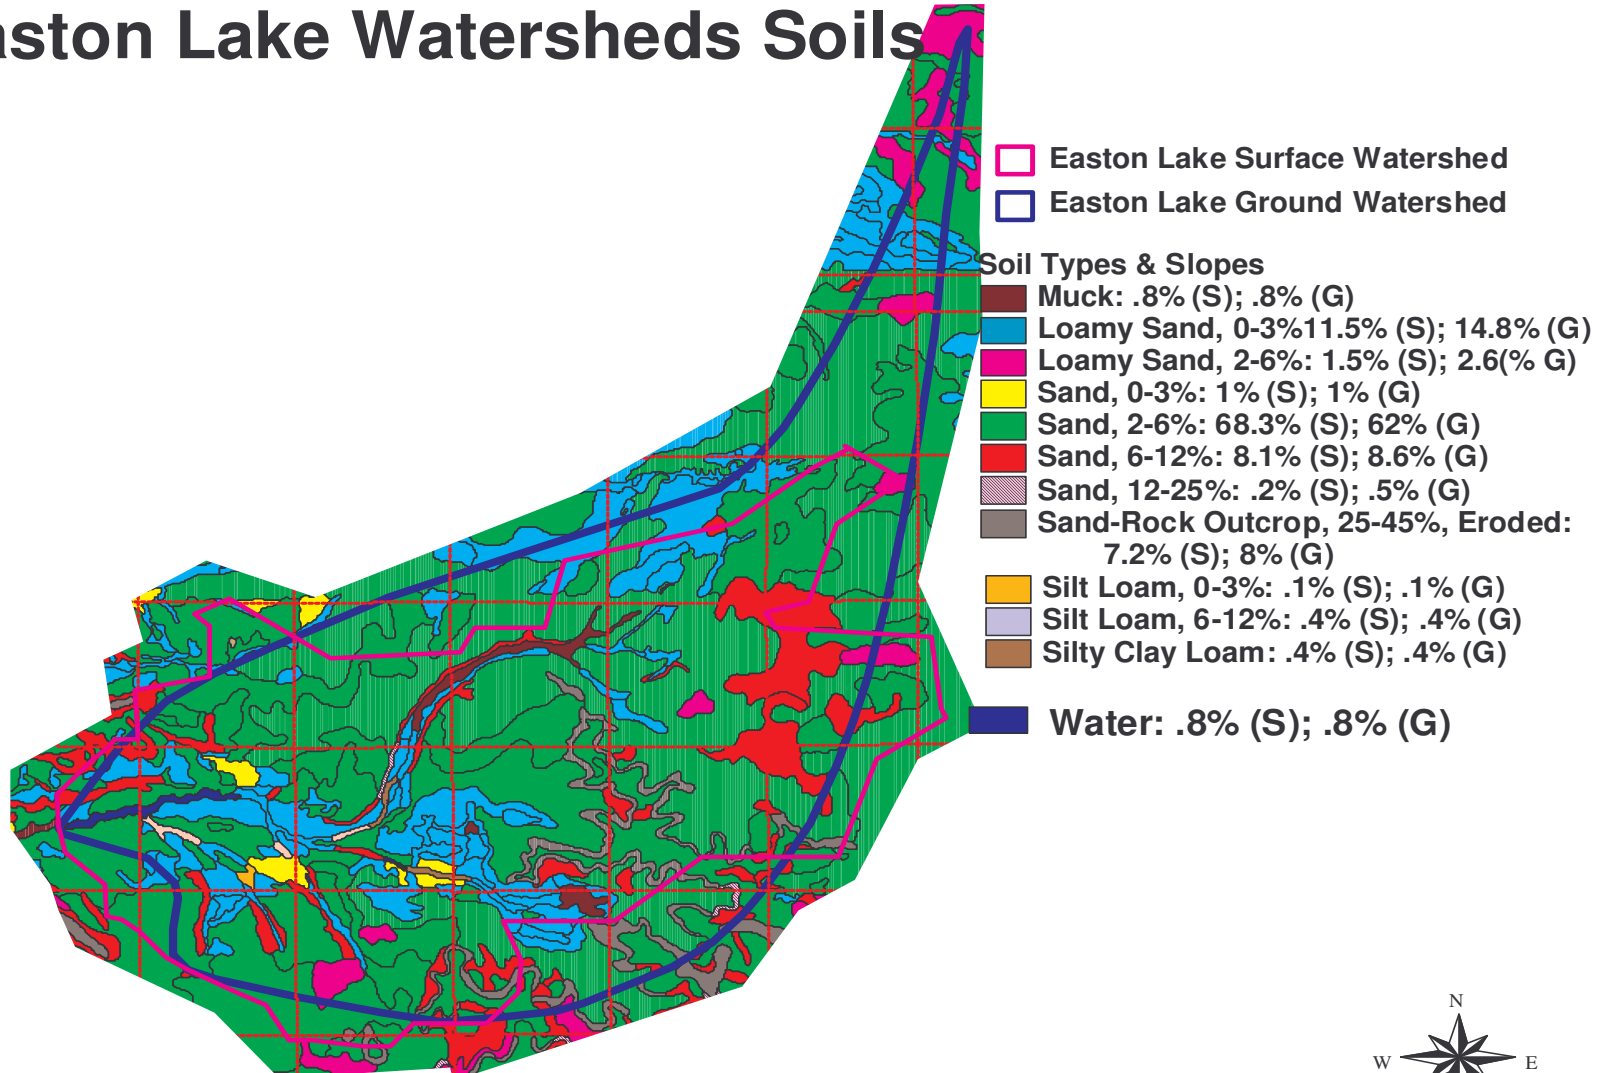 aston Lake Watersheds Soils
Easton Lake Surface Watershed
Easton Lake Ground Watershed
Soil Types & Slopes
Muck: .8% (S); .8% (G)
Loamy Sand, 0-3%11.5% (S); 14.8% (G)
Loamy Sand, 2-6%: 1.5% (S); 2.6(% G)
Sand, 0-3%: 1% (S); 1% (G)
Sand, 2-6%: 68.3% (S); 62% (G)
Sand, 6-12%: 8.1% (S); 8.6% (G)
Sand, 12-25%: .2% (S); .5% (G)
Sand-Rock Outcrop, 25-45%, Eroded:
7.2% (S); 8% (G)
Silt Loam, 0-3%: .1% (S); .1% (G)
Silt Loam, 6-12%: .4% (S); .4% (G)
Silty Clay Loam: .4% (S); .4% (G)
Water: .8% (S); .8% (G)
N
W E